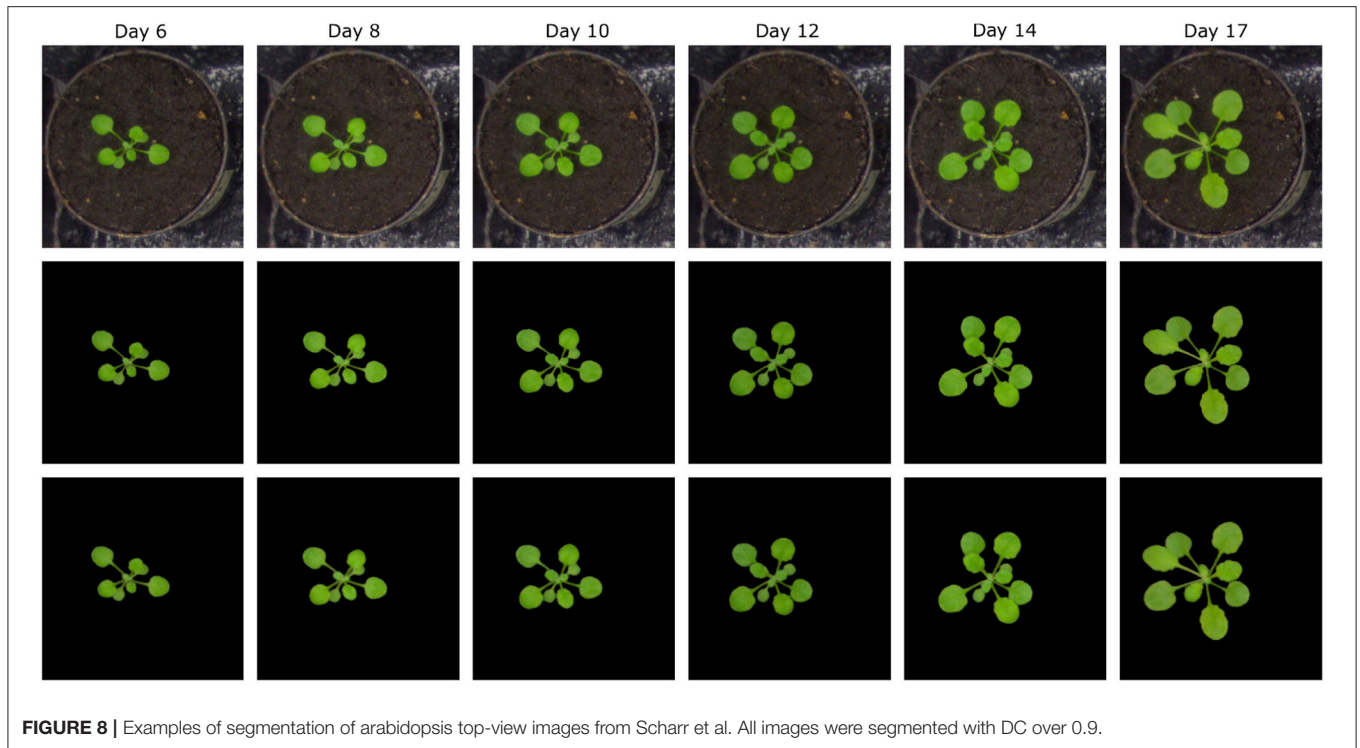 Day 6
Day 8
Day 10
Day 12
Day 14
Day 17
FIGURE 8 | Examples of segmentation of arabidopsis top-view images from Scharr et al. All images were segmented with DC over 0.9.